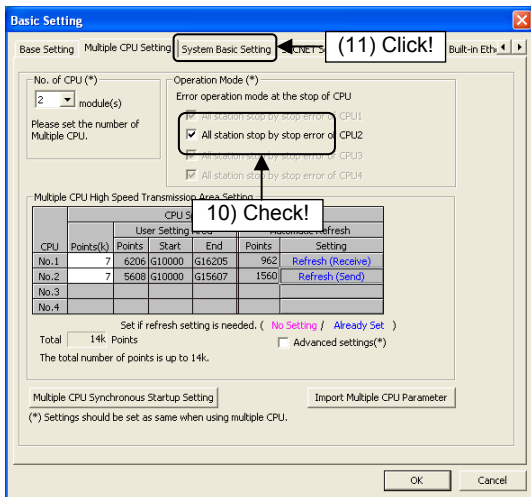 Basic Setting
Base Setting Multiple CPU Setting System Basic Setting (11) Click! Built-in Eth
No. of CPU (*)
2 module(s)
Please set the number of
Multiple CPU.
Operation Mode (*)
Error operation mode at the stop of CPU
All station stop by stop error of CPU1
All station stop by stop error of CPU2
All station stop by stop error of CPU3
All station stop by stop error of CPU4
10) Check!
Multiple CPU High Speed Transmission Area Setting
CPU S
User Setting Area Automatic Refresh
CPU Points(k) Points Start End Points Setting
No.1 7 6206 G10000 G16205 962 Refresh (Receive)
No.2 7 5608 G10000 G15607 1560 Refresh (Send)
No.3
No.4
Set if refresh setting is needed. ( No Setting / Already Set )
Total 14k Points Advanced settings(*)
The total number of points is up to 14k.
Multiple CPU Synchronous Startup Setting Import Multiple CPU Parameter
(*) Settings should be set as same when using multiple CPU.
OK Cancel